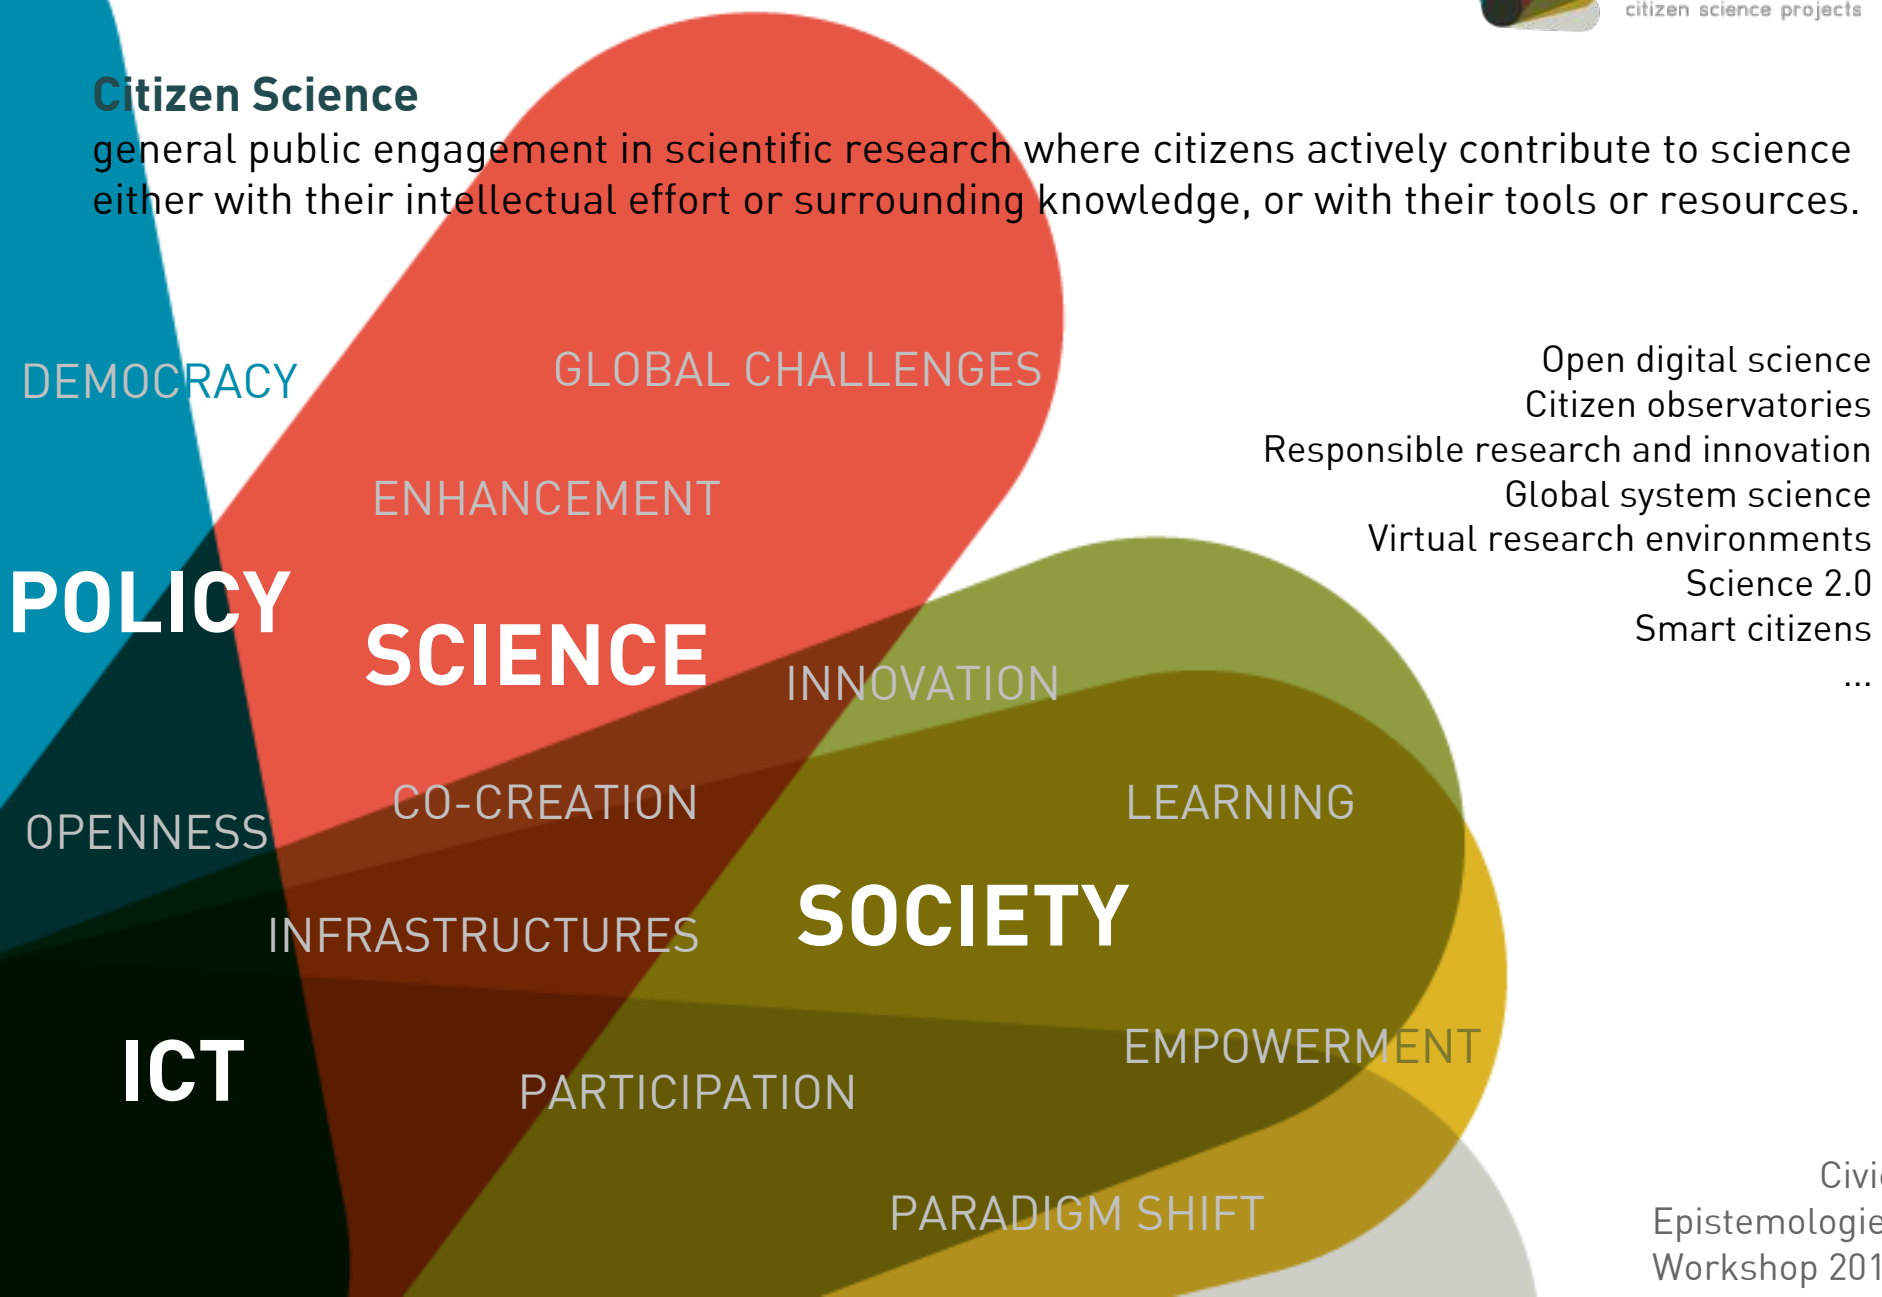 citizen science projects
Citizen Science
general public engagement in scientific research where citizens actively contribute to science
either with their intellectual effort or surrounding knowledge, or with their tools or resources.
DEMOCRACY
GLOBAL CHALLENGES
ENHANCEMENT
POLICY
SCIENCE
INNOVATION
CO-CREATION
LEARNING
OPENNESS
INFRASTRUCTURES
SOCIETY
ICT
PARTICIPATION
EMPOWERMENT
PARADIGM SHIFT
Open digital science
Citizen observatories
Responsible research and innovation
Global system science
Virtual research environments
Science 2.0
Smart citizens
...
Workshop